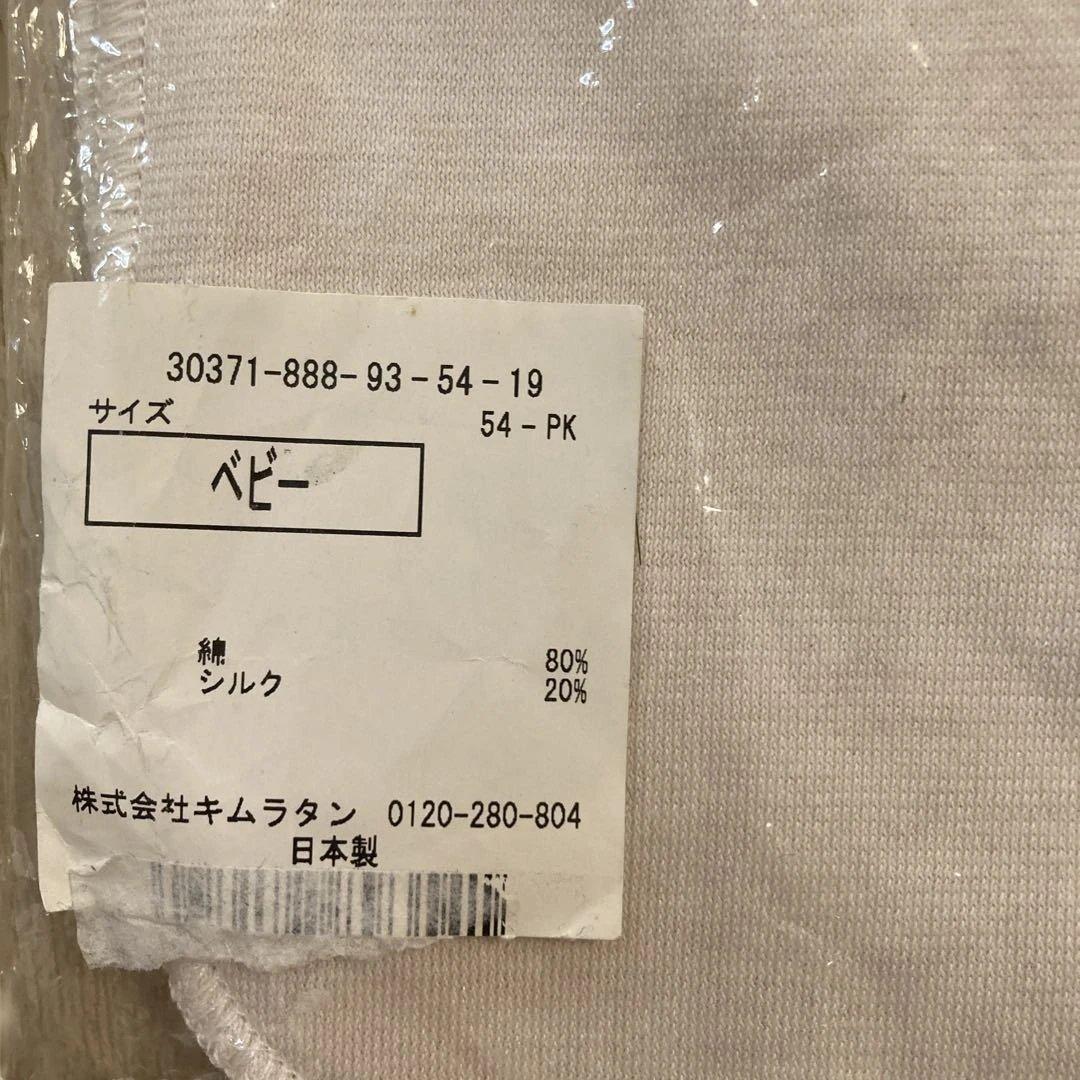 30371-888-93-54-19
サイズ 54-PK
ベビー
綿 80%
シルク 20%
株式会社キムラタン 0120-280-804
日本製